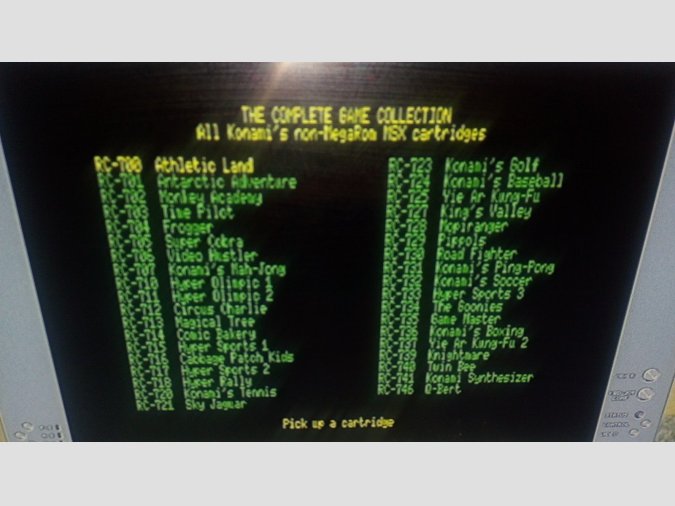 THE COMPLETE GAME COLLECTION
All Konami's non-MegaRom MSX cartridges
RC-700 Athletic Land
RC-701 Antarctic Adventure
RC-702 Monkey Academy
RC-703 Time Pilot
RC-704 Frogger
RC-705 Super Cobra
RC-706 Video Hustler
RC-707 Konami's Mah-Jong
RC-710 Hyper Olimpic 1
RC-711 Hyper Olimpic 2
RC-712 Circus Charlie
RC-713 Magical Tree
RC-714 Comic Bakery
RC-715 Hyper Sports 1
RC-716 Cabbage Patch Kids
RC-717 Hyper Sports 2
RC-718 Hyper Rally
RC-720 Konami's Tennis
RC-721 Sky Jaguar
RC-723 Konami's Golf
RC-724 Konami's Baseball
RC-725 Yie Ar Kung-Fu
RC-727 King's Valley
Mopiranger
Pippols
RC-730 Road Fighter
RC-731 Konami's Ping-Pong
RC-732 Konami's Soccer
RC-733 Hyper Sports 3
RC-734 The Goonies
RC-735 Game Master
RC-736 Konami's Boxing
RC-737 Yie Ar Kung-Fu 2
RC-739 Knightmare
RC-740 Twin Bee
RC-741 Konami Synthesizer
RC-746 Q-Bert
Pick up a cartridge
STATUS
CONTROL